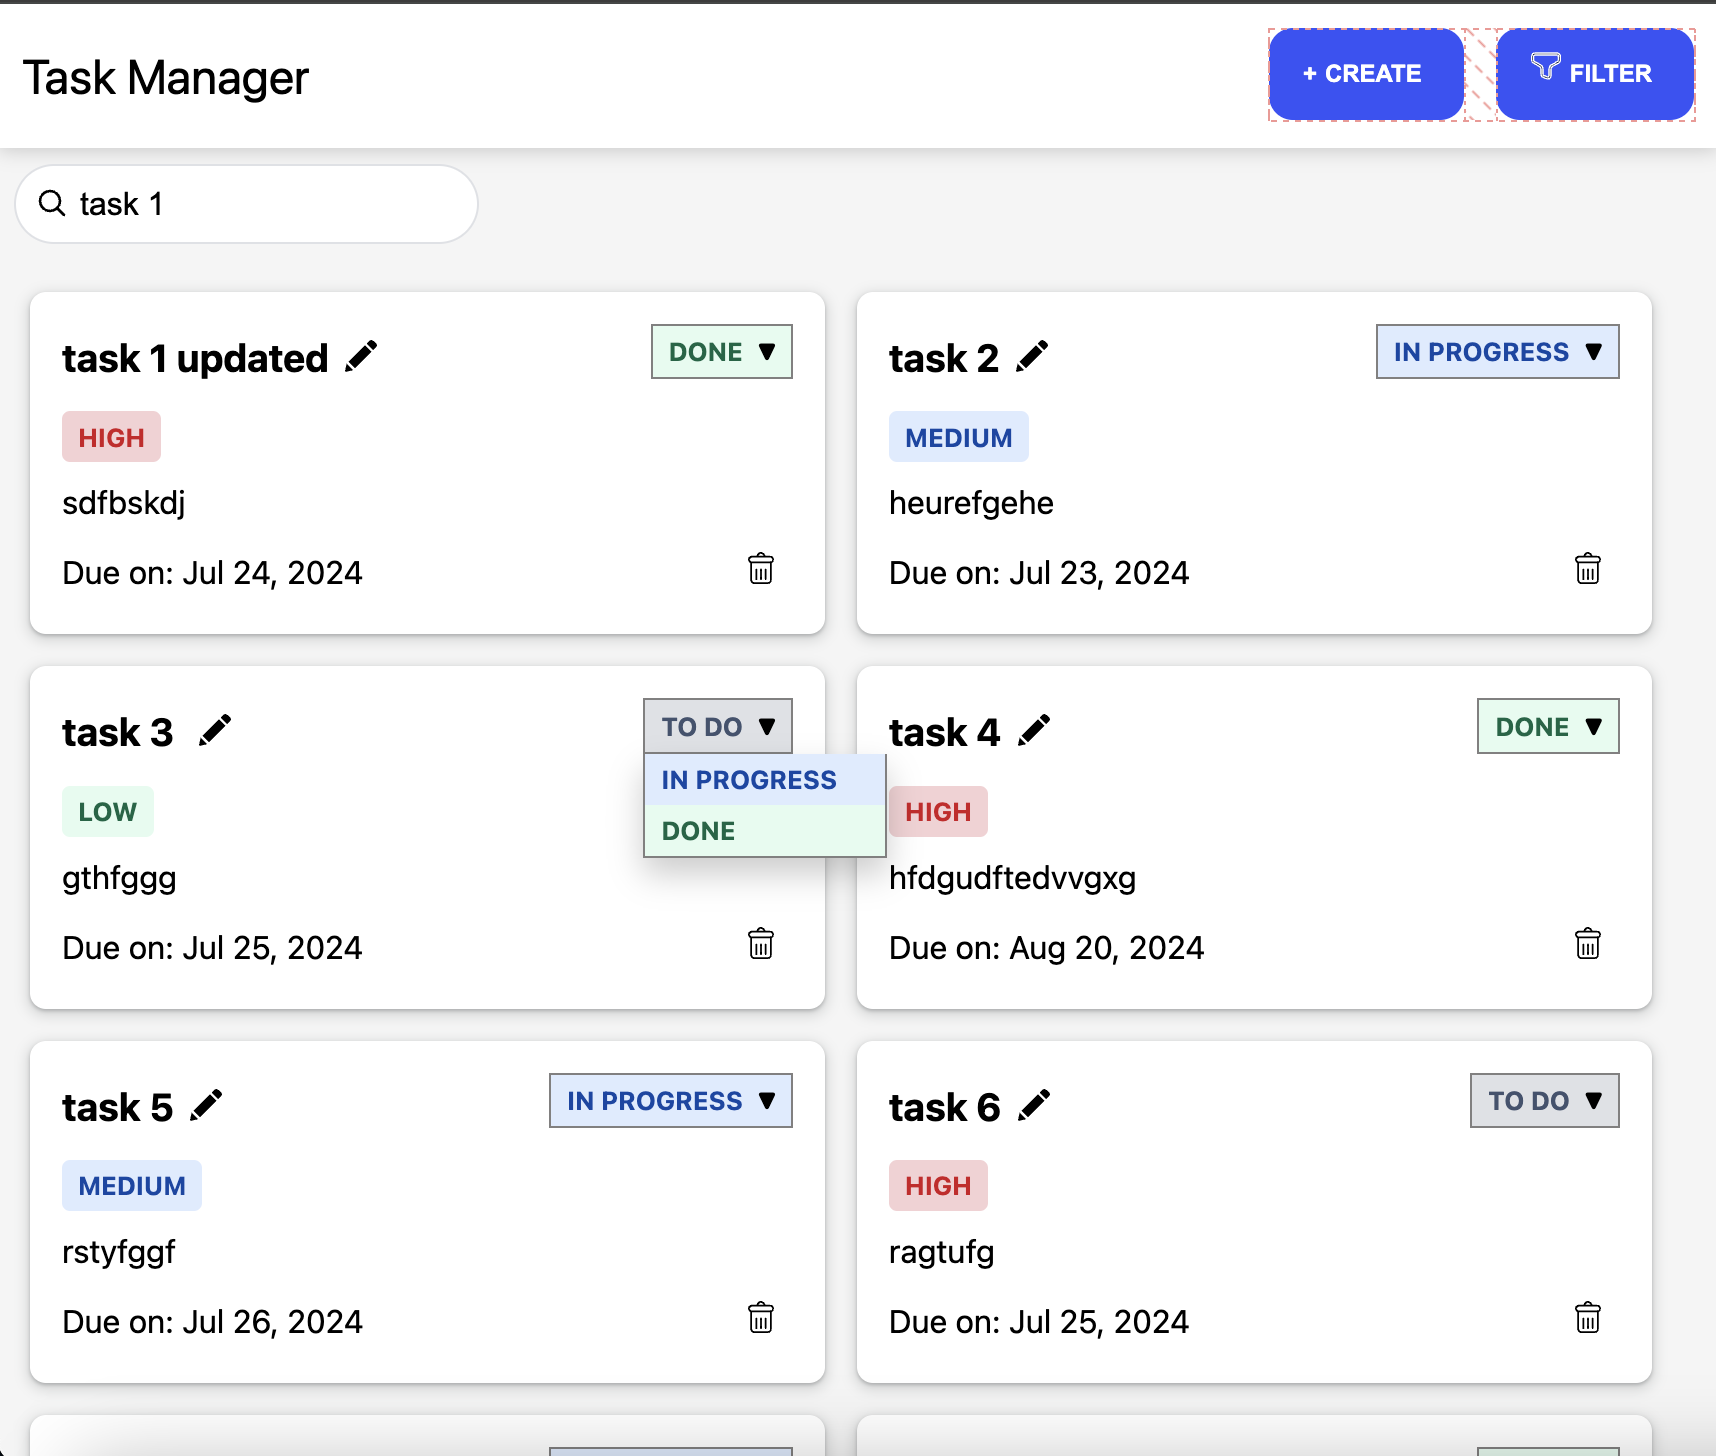 Task Manager
+ CREATE
FILTER
task 1
task 1 updated
DONE
HIGH
sdfbskdj
Due on: Jul 24, 2024
task 2
IN PROGRESS
MEDIUM
heurefgehe
Due on: Jul 23, 2024
task 3
TO DO
IN PROGRESS
DONE
LOW
gthfggg
Due on: Jul 25, 2024
task 4
DONE
HIGH
hfdgudftedvvgxg
Due on: Aug 20, 2024
task 5
IN PROGRESS
MEDIUM
rstyfggf
Due on: Jul 26, 2024
task 6
TO DO
HIGH
ragtufg
Due on: Jul 25, 2024